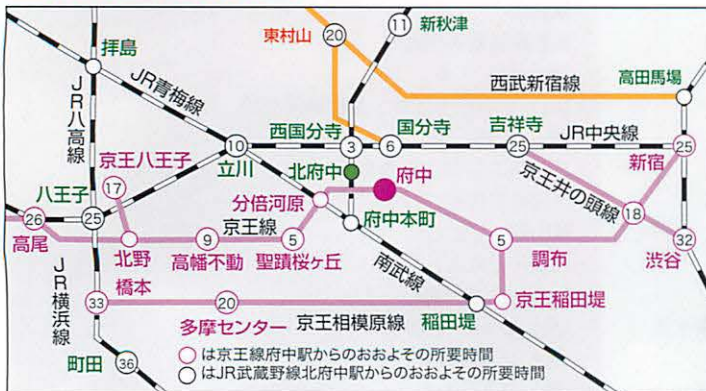 11
新秋津
東村山
20
拝島
JR青梅線
西武新宿線
高田馬場
JR八高線
西国分寺
国分寺
吉祥寺
JR中央線
10
3
6
25
25
立川
新宿
京王八王子
北府中
府中
京王井の頭線
17
八王子
分倍河原
18
26
25
京王線
府中本町
高尾
9
5
5
調布
32
北野
高幡不動
聖蹟桜ヶ丘
南武線
渋谷
橋本
JR横浜線
33
20
京王稲田堤
多摩センター
京王相模原線
稲田堤
町田
36
○は京王線府中駅からのおおよその所要時間
○はJR武蔵野線北府中駅からのおおよその所要時間